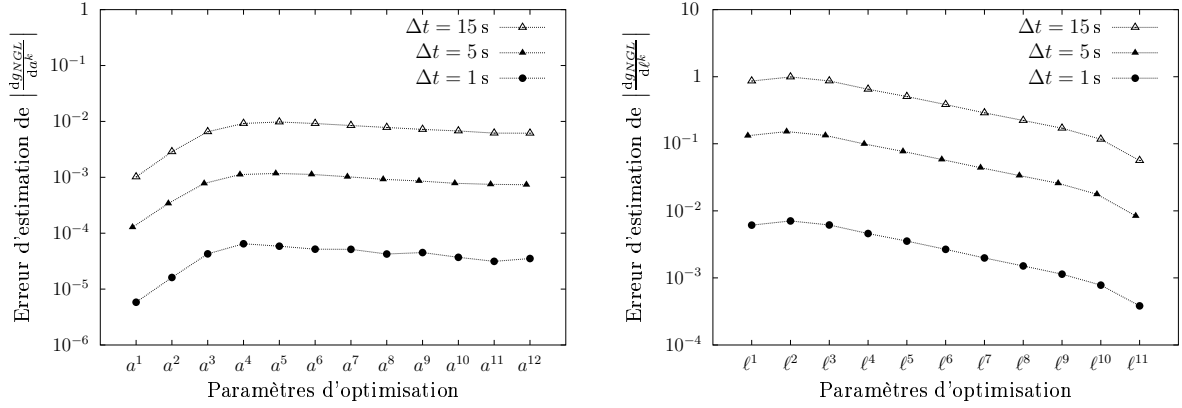 Erreur d'estimation de |dg_NGL/da^k|
1
10^−1
10^−2
10^−3
10^−4
10^−5
10^−6
Δt = 15 s
Δt = 5 s
Δt = 1 s
a^1 a^2 a^3 a^4 a^5 a^6 a^7 a^8 a^9 a^10 a^11 a^12
Paramètres d'optimisation
Erreur d'estimation de |dg_NGL/dℓ^k|
10
1
10^−1
10^−2
10^−3
10^−4
Δt = 15 s
Δt = 5 s
Δt = 1 s
ℓ^1 ℓ^2 ℓ^3 ℓ^4 ℓ^5 ℓ^6 ℓ^7 ℓ^8 ℓ^9 ℓ^10 ℓ^11
Paramètres d'optimisation